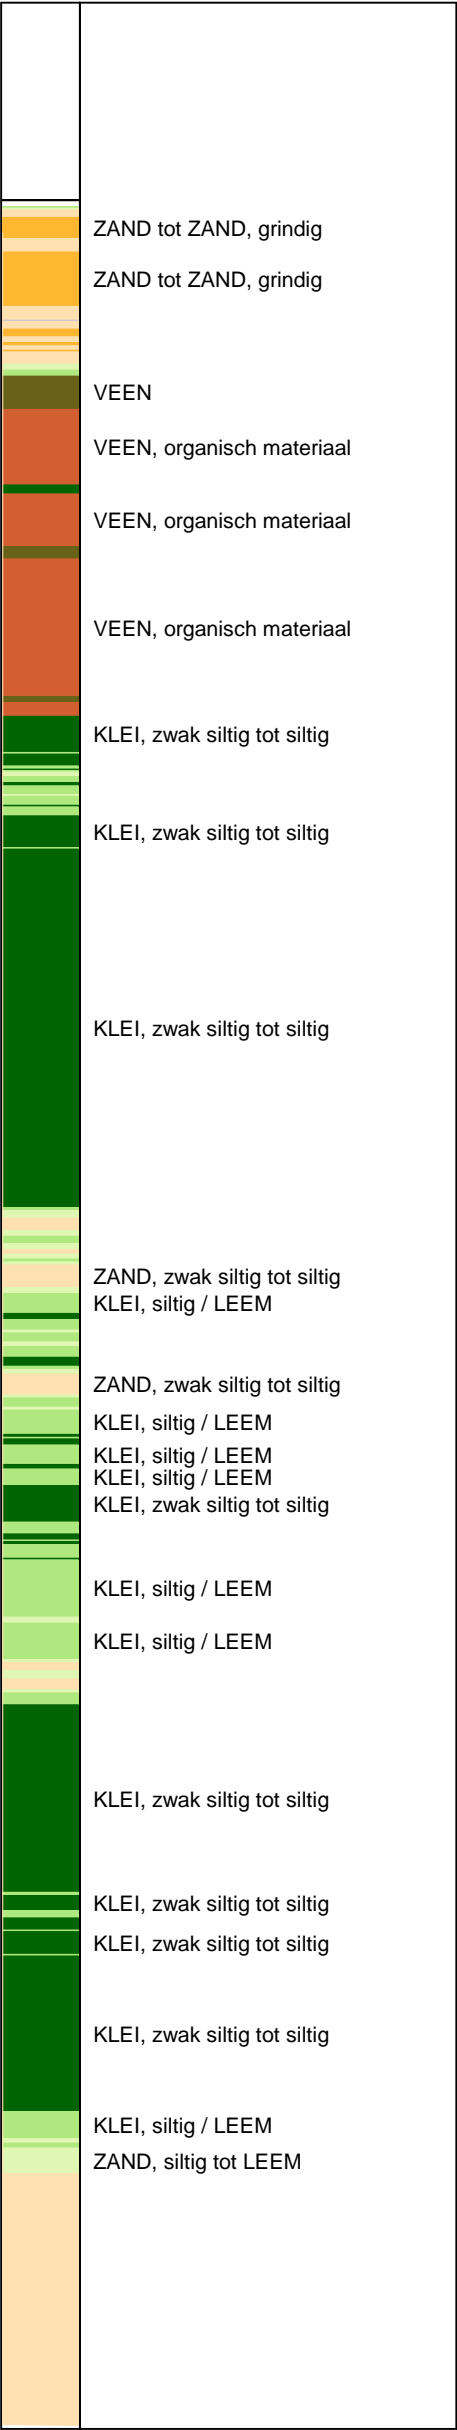 ZAND tot ZAND, grindig
ZAND tot ZAND, grindig
VEEN
VEEN, organisch materiaal
VEEN, organisch materiaal
VEEN, organisch materiaal
KLEI, zwak siltig tot siltig
KLEI, zwak siltig tot siltig
KLEI, zwak siltig tot siltig
ZAND, zwak siltig tot siltig
KLEI, siltig / LEEM
ZAND, zwak siltig tot siltig
KLEI, siltig / LEEM
KLEI, siltig / LEEM
KLEI, siltig / LEEM
KLEI, zwak siltig tot siltig
KLEI, siltig / LEEM
KLEI, siltig / LEEM
KLEI, zwak siltig tot siltig
KLEI, zwak siltig tot siltig
KLEI, zwak siltig tot siltig
KLEI, zwak siltig tot siltig
KLEI, siltig / LEEM
ZAND, siltig tot LEEM